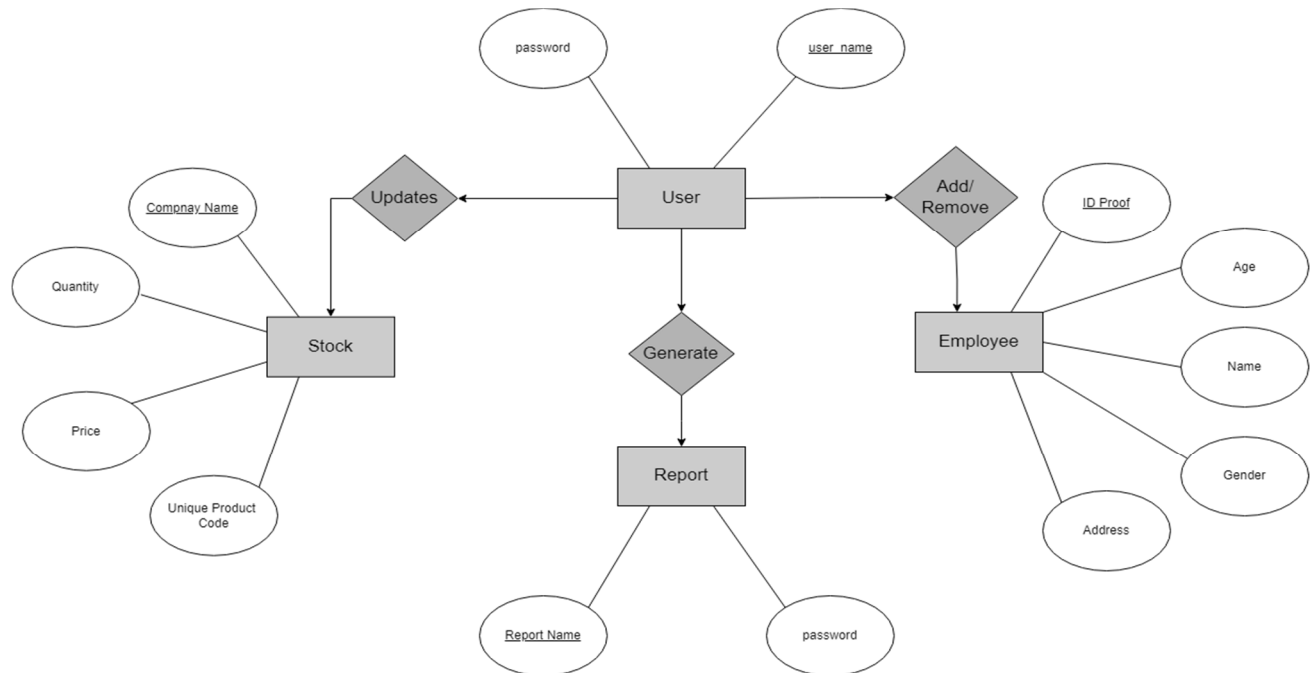 password
user_name
Updates
User
Add/
Remove
Compnay Name
ID Proof
Quantity
Age
Stock
Generate
Employee
Name
Price
Report
Gender
Unique Product
Code
Address
Report Name
password